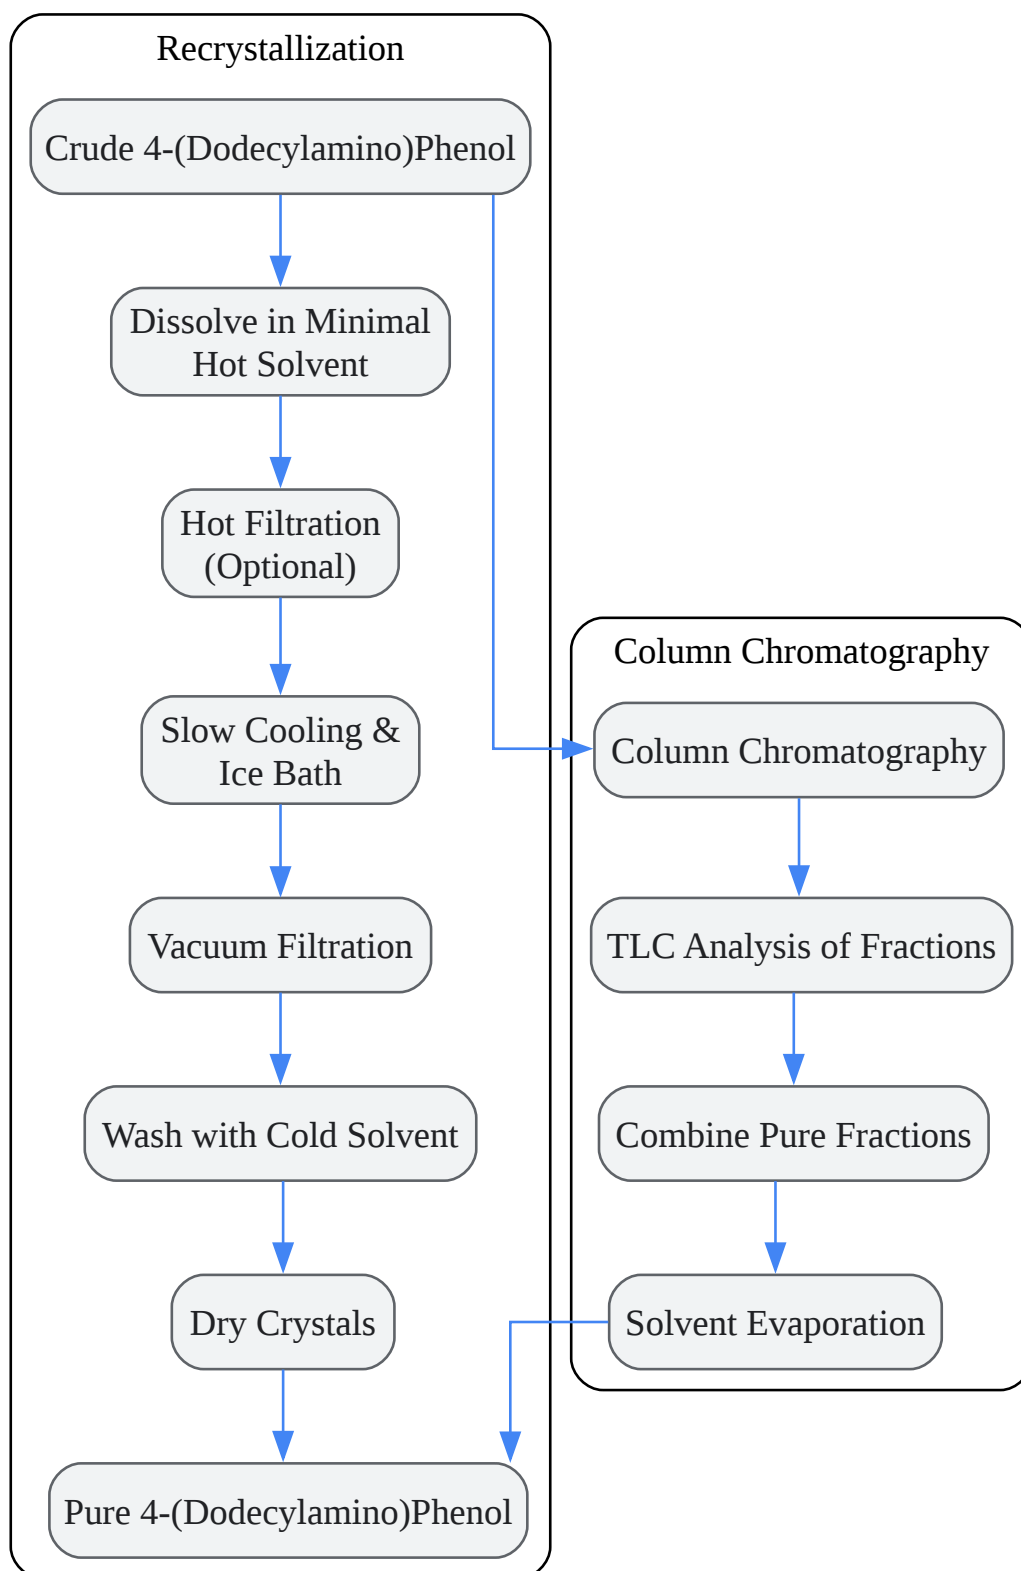 Recrystallization
Crude 4-(Dodecylamino)Phenol
Dissolve in Minimal
Hot Solvent
Hot Filtration
(Optional)
Slow Cooling &
Ice Bath
Vacuum Filtration
Wash with Cold Solvent
Dry Crystals
Pure 4-(Dodecylamino)Phenol
Column Chromatography
Column Chromatography
TLC Analysis of Fractions
Combine Pure Fractions
Solvent Evaporation